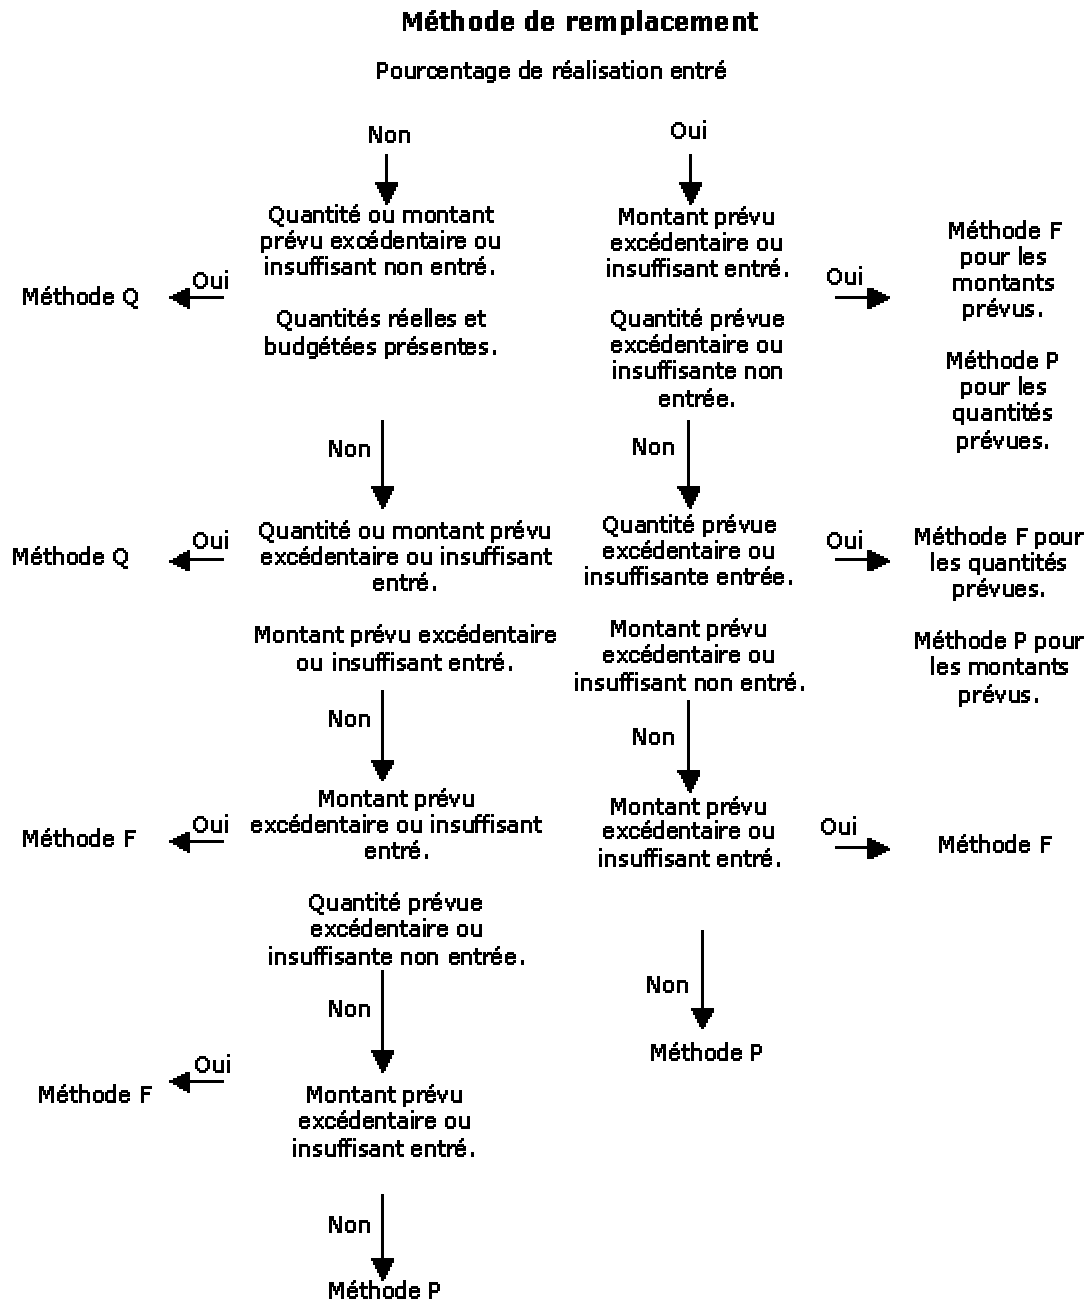 Méthode de remplacement
Pourcentage de réalisation entré
Non
Oui
Quantité ou montant
prévu excédentaire ou
insuffisant non entré.
Quantités réelles et
budgétées présentes.
Oui
Méthode Q
Montant prévu
excédentaire ou
insuffisant entré.
Quantité prévue
excédentaire ou
insuffisante non
entrée.
Oui
Méthode F
pour les
montants
prévus.
Méthode P
pour les
quantités
prévues.
Non
Non
Quantité ou montant prévu
excédentaire ou insuffisant
entré.
Montant prévu excédentaire
ou insuffisant entré.
Oui
Méthode Q
Quantité prévue
excédentaire ou
insuffisante entrée.
Montant prévu
excédentaire ou
insuffisant non entré.
Oui
Méthode F pour
les quantités
prévues.
Méthode P pour
les montants
prévus.
Non
Non
Montant prévu
excédentaire ou insuffisant
entré.
Quantité prévue
excédentaire ou
insuffisante non entrée.
Oui
Méthode F
Montant prévu
excédentaire ou
insuffisant entré.
Oui
Méthode F
Non
Non
Méthode P
Oui
Méthode F
Montant prévu
excédentaire ou
insuffisant entré.
Non
Méthode P